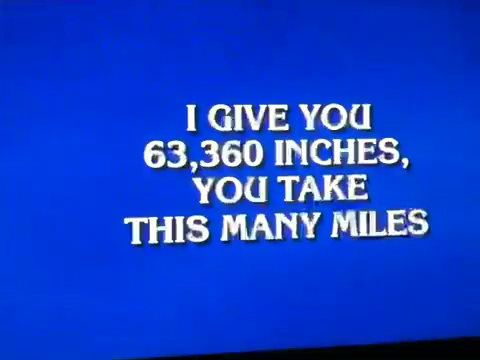 I GIVE YOU
63,360 INCHES,
YOU TAKE
THIS MANY MILES